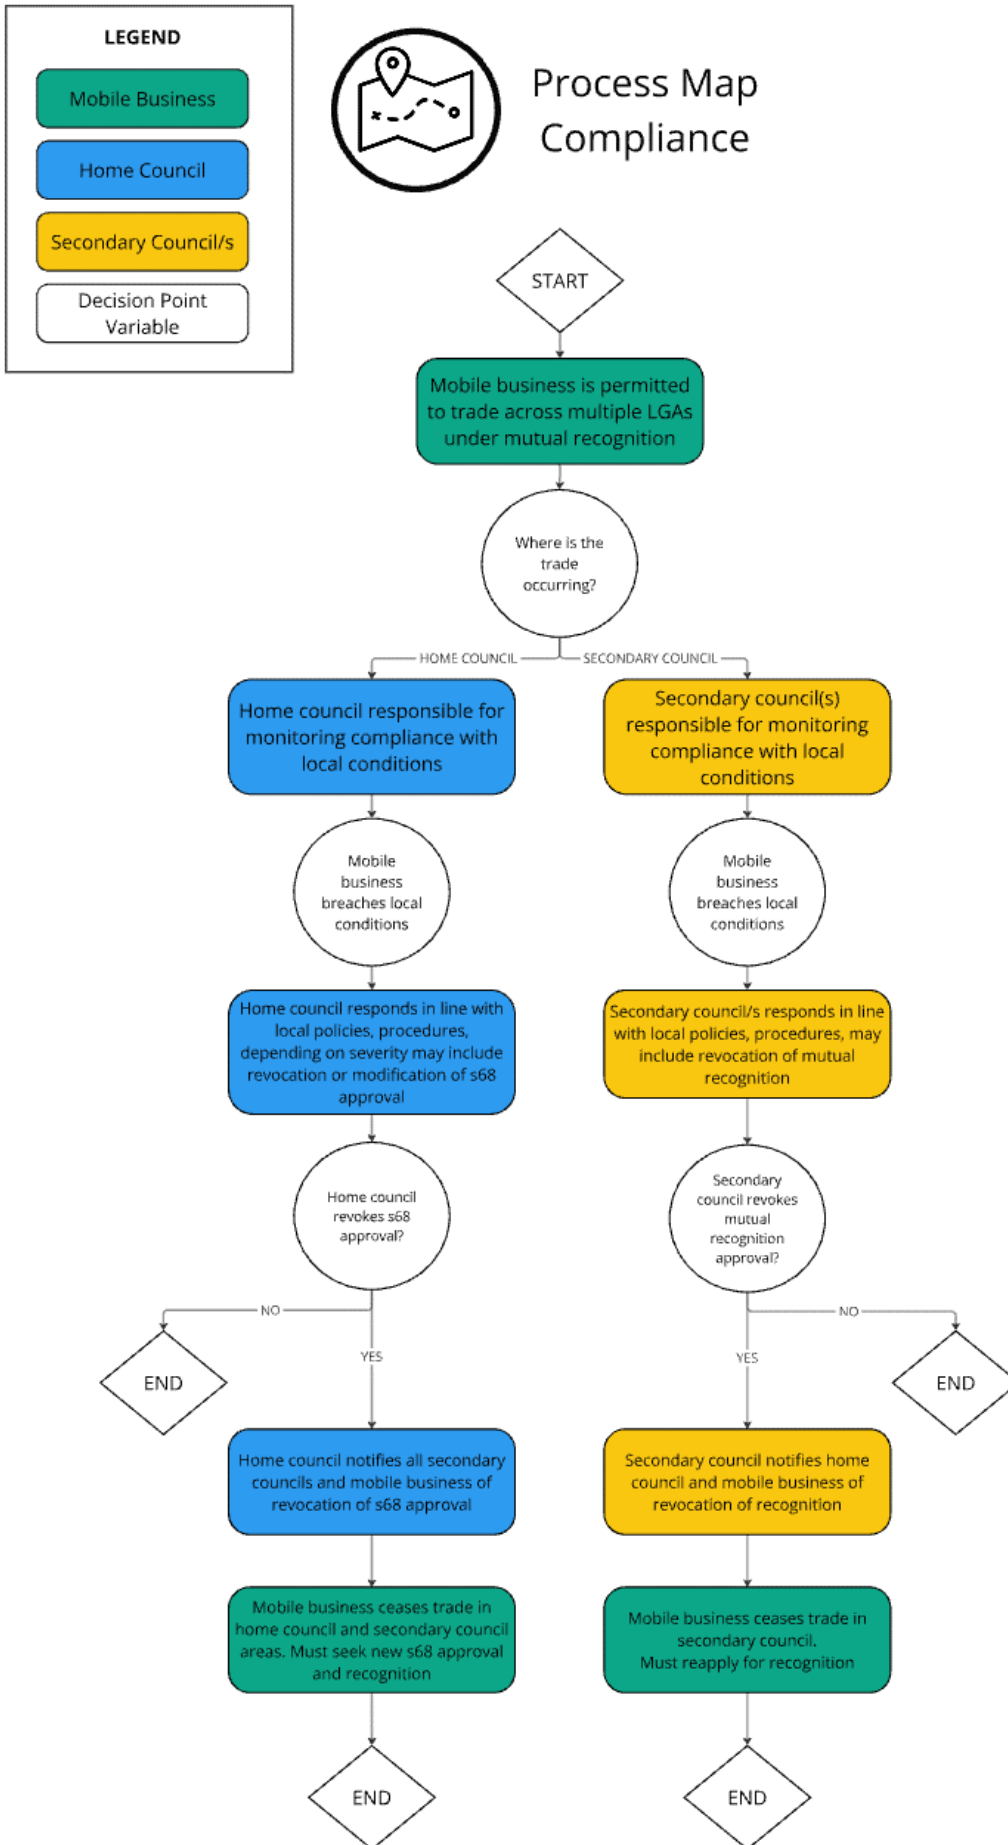 LEGEND
Mobile Business
Home Council
Secondary Council/s
Decision Point
Variable
Process Map
Compliance
START
Mobile business is permitted
to trade across multiple LGAs
under mutual recognition
Where is the
trade
occurring?
HOME COUNCIL
SECONDARY COUNCIL
Home council responsible for
monitoring compliance with
local conditions
Secondary council(s)
responsible for monitoring
compliance with local
conditions
Mobile
business
breaches local
conditions
Mobile
business
breaches local
conditions
Home council responds in line with
local policies, procedures,
depending on severity may include
revocation or modification of s68
approval
Secondary council/s responds in line
with local policies, procedures, may
include revocation of mutual
recognition
Home council
revokes s68
approval?
Secondary
council revokes
mutual
recognition
approval?
NO
YES
END
YES
NO
END
Home council notifies all secondary
councils and mobile business of
revocation of s68 approval
Secondary council notifies home
council and mobile business of
revocation of recognition
Mobile business ceases trade in
home council and secondary council
areas. Must seek new s68 approval
and recognition
Mobile business ceases trade in
secondary council.
Must reapply for recognition
END
END